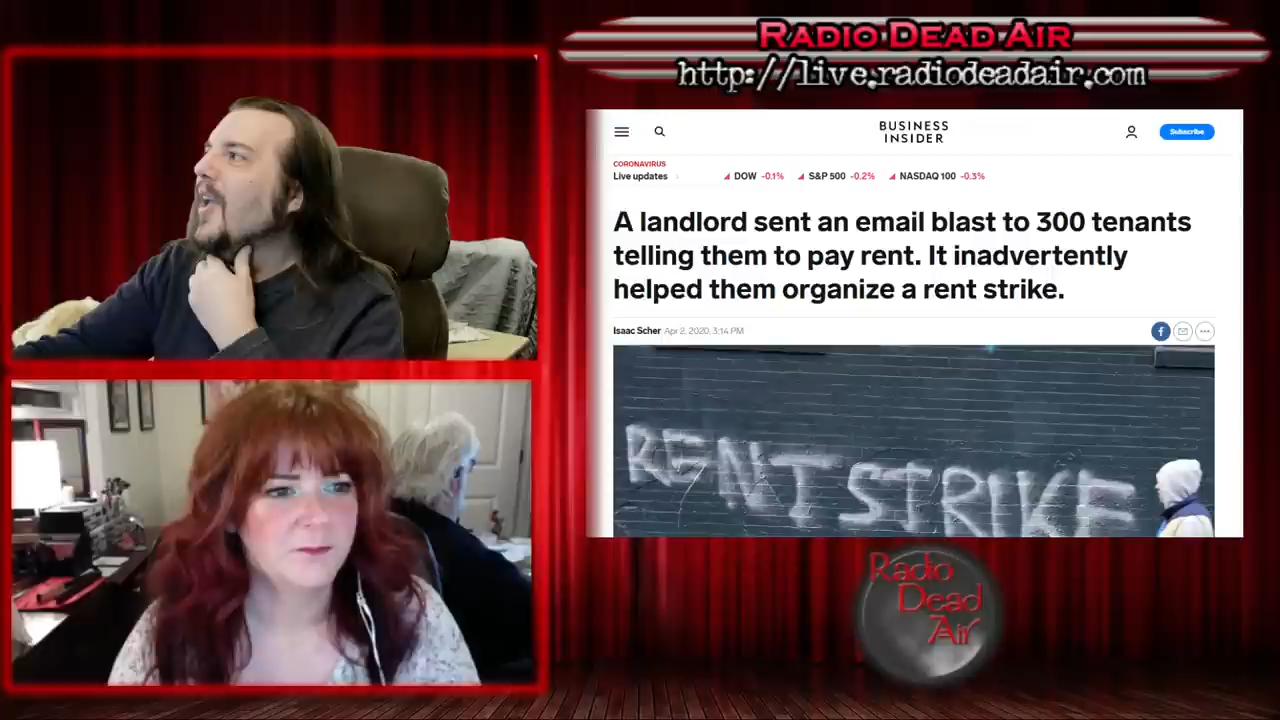 RADIO DEAD AIR
http://live.radiodeadair.com
BUSINESS
INSIDER
Subscribe
CORONAVIRUS
Live updates
DOW -0.1%
S&P 500 -0.2%
NASDAQ 100 -0.3%
A landlord sent an email blast to 300 tenants
telling them to pay rent. It inadvertently
helped them organize a rent strike.
Isaac Scher Apr 2, 2020, 3:14 PM
f
RENT STRIKE
Radio
Dead
Air